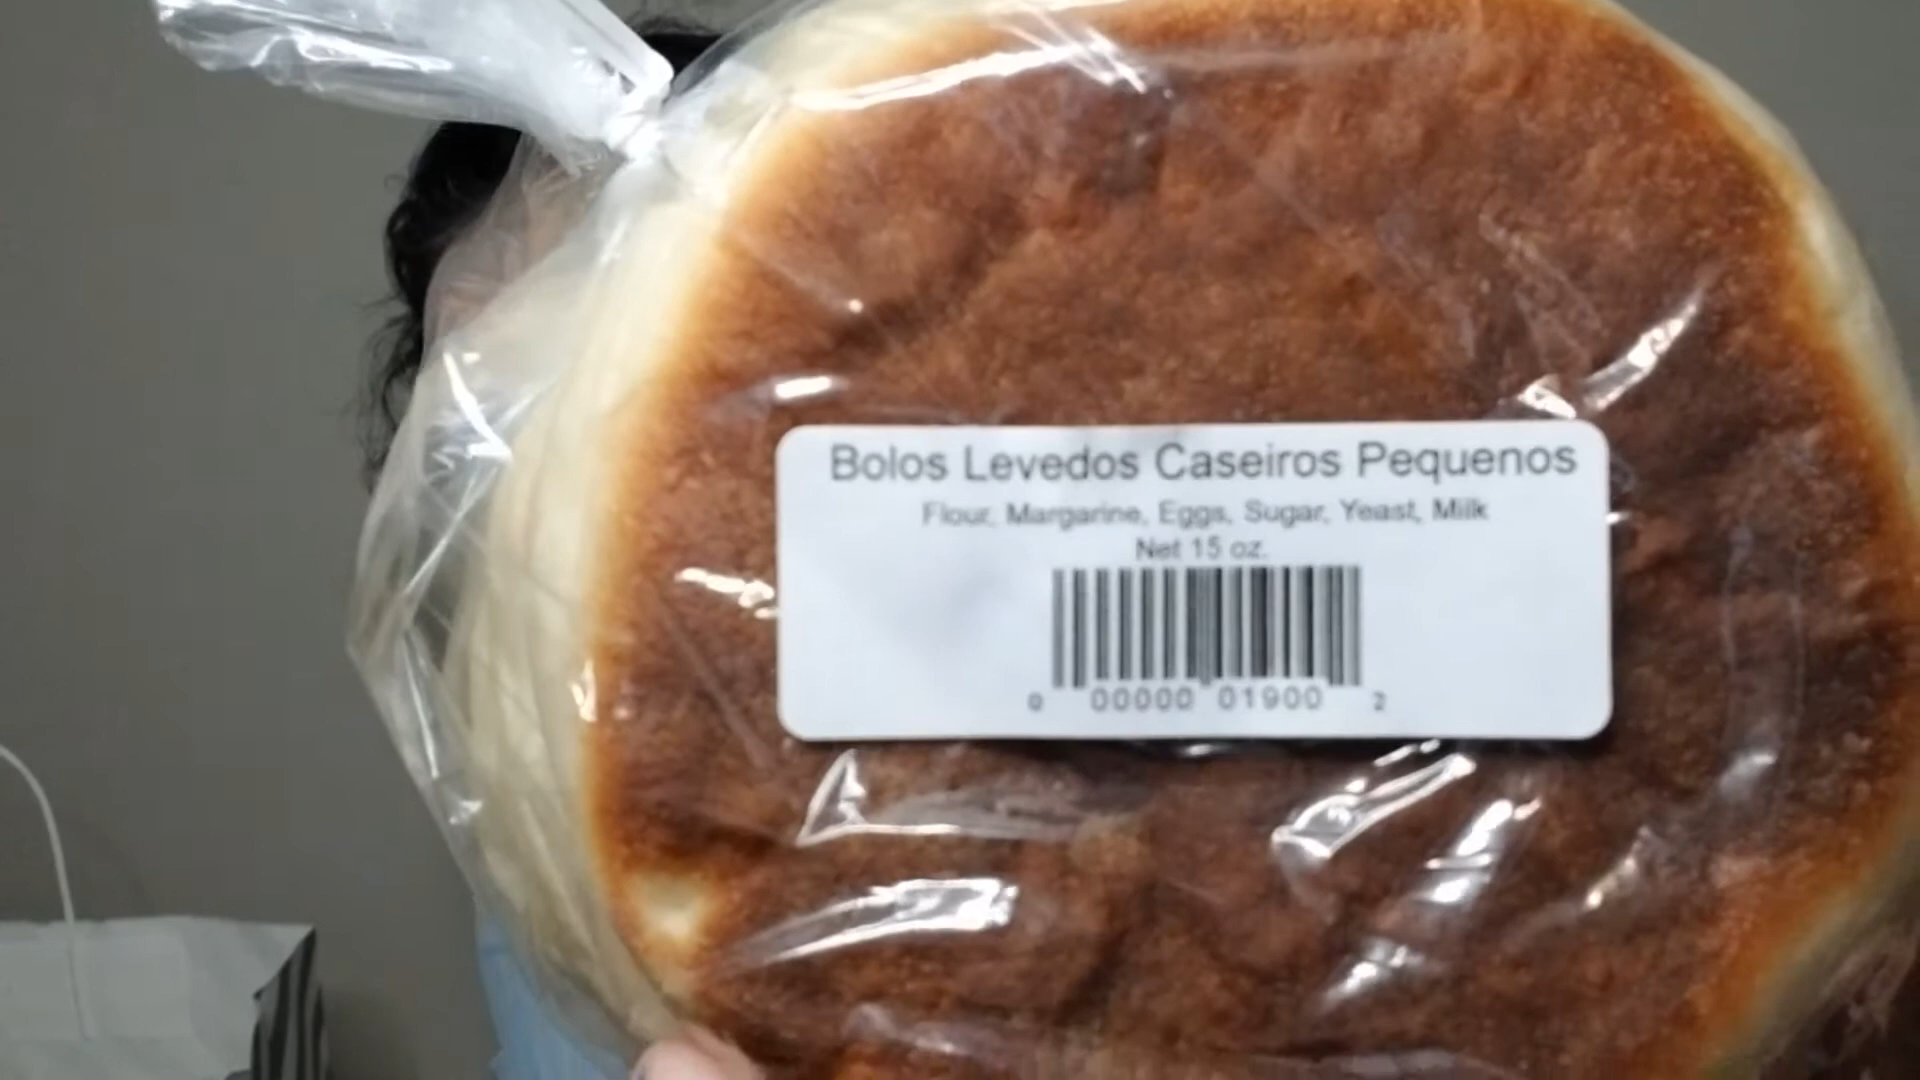 Bolos Levedos Caseiros Pequenos
Flour, Margarine, Eggs, Sugar, Yeast, Milk
Net 15 oz.
0 00000 01900 2